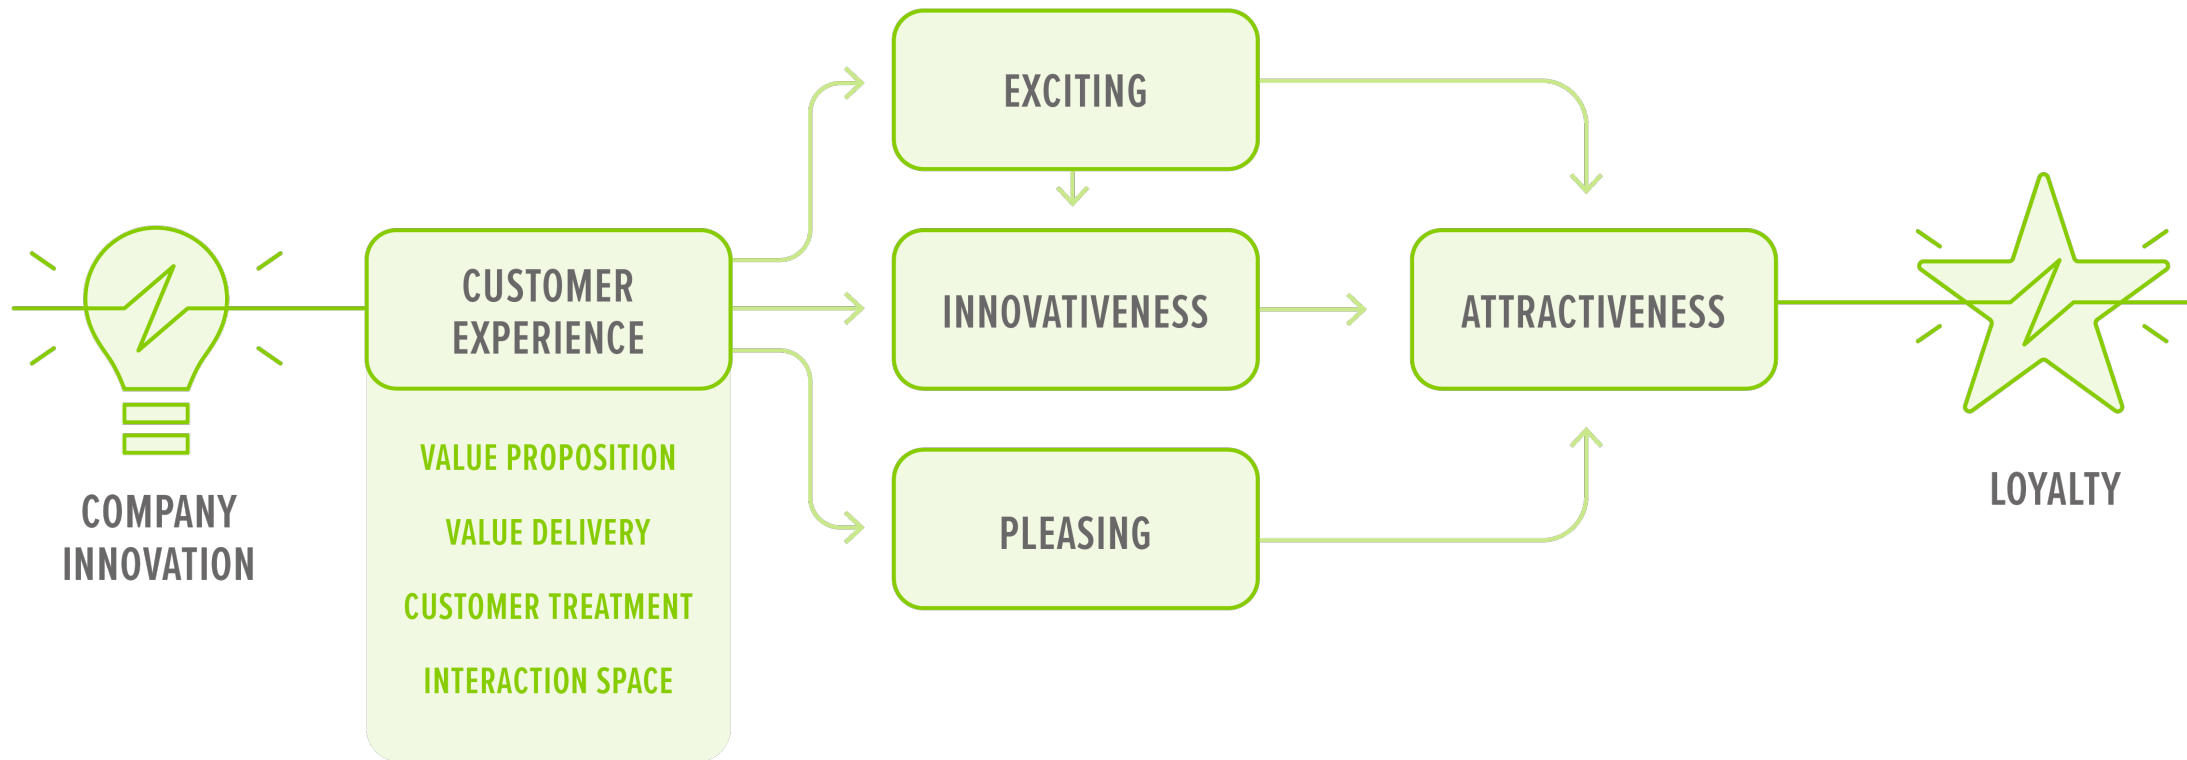 COMPANY
INNOVATION
CUSTOMER
EXPERIENCE
VALUE PROPOSITION
VALUE DELIVERY
CUSTOMER TREATMENT
INTERACTION SPACE
EXCITING
INNOVATIVENESS
PLEASING
ATTRACTIVENESS
LOYALTY